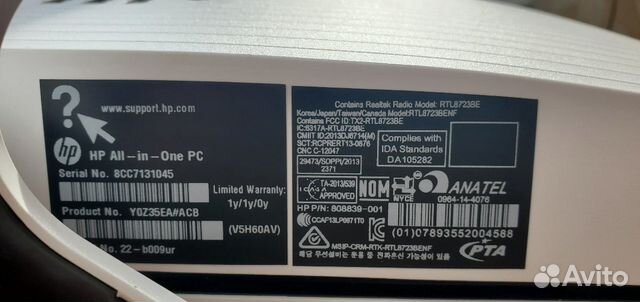 www.support.hp.com
hp
HP All-in-One PC
Serial No. 8CC7131045
Limited Warranty:
1y/1y/0y
Product No. Y0Z35EA#ACB
(V5H60AV)
No. 22-b009ur
Contains Realtek Radio Model: RTL8723BE
Korea/Japan/Taiwan/Canada Model: RTL8723BENF
Contains FCC ID:TX2-RTL8723BE
IC:6317A-RTL8723BE
CMIIT ID:2013DJ6714(M)
SCT:RCPRERT13-0876
CNC C-12047
29473/SDPPI/2013
2371
Complies with
IDA Standards
DA105282
TA-2013/539
APPROVED
NOM
NYCE
ANATEL
0964-14-4076
HP P/N: 808839-001
CCAF13LP0671T0
(01)07893552004588
MSIP-CRM-RTK-RTL8723BENF
PTA
Avito